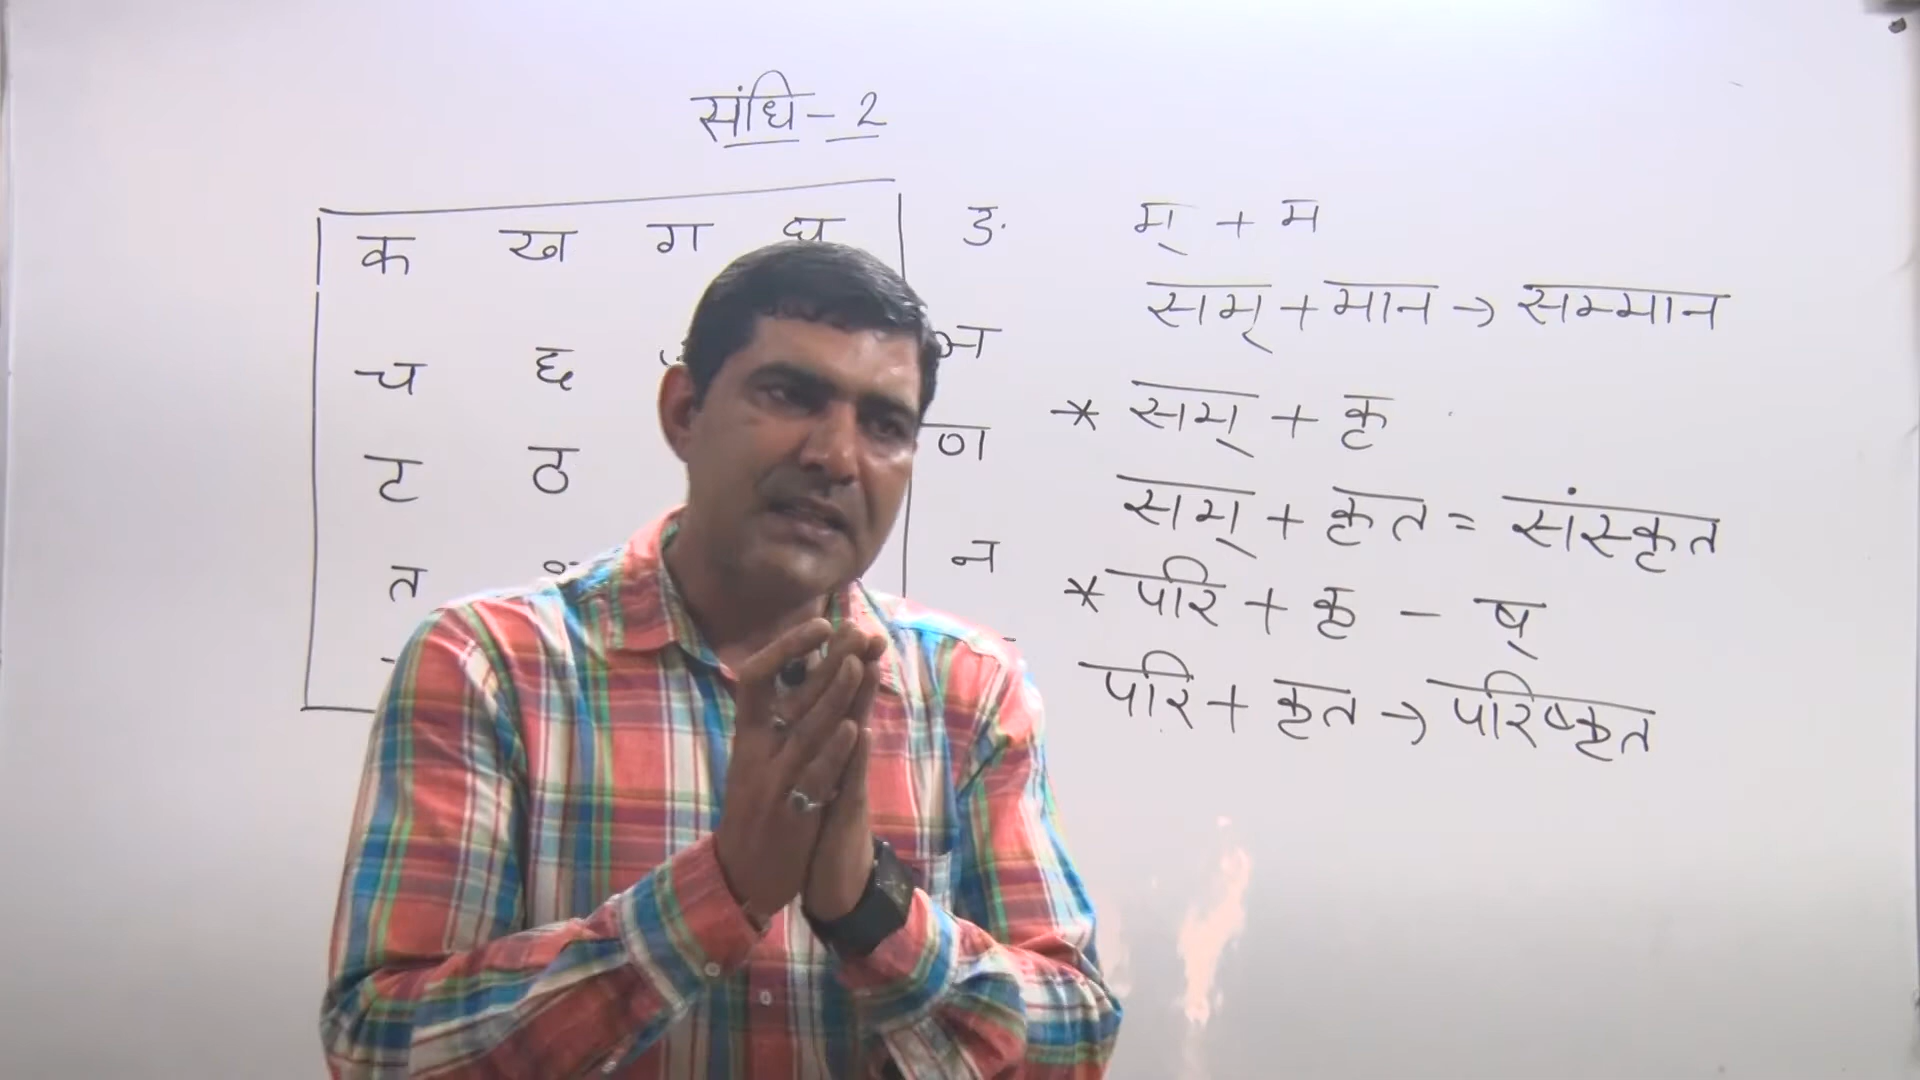 संधि - 2
क ख ग घ ङ
च छ ञ
ट ठ ण
त न
म् + म
सम् + मान → सम्मान
* सम् + कृ
सम् + कृत = संस्कृत
* परि + कृ - ष्
परि + कृत → परिष्कृत